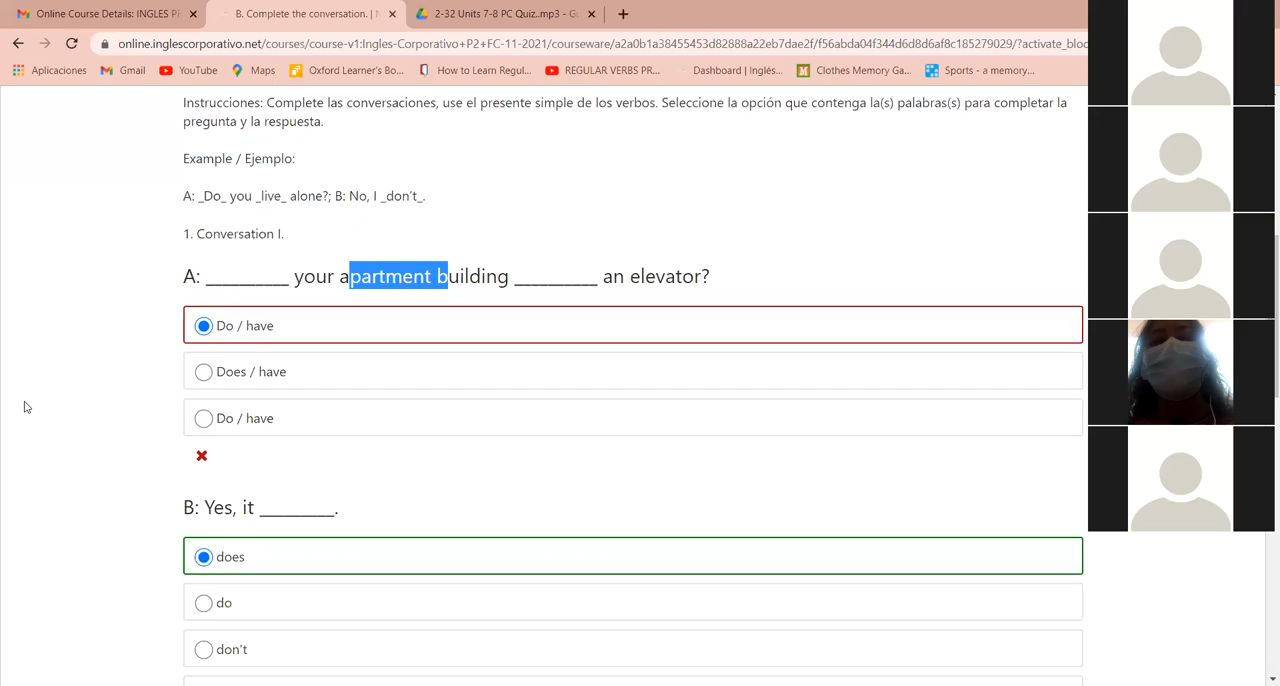 Online Course Details: INGLES P
B. Complete the conversation. |
2-32 Units 7-8 PC Quiz..mp3 - G
online.inglescorporativo.net/courses/course-v1:Ingles-Corporativo+P2+FC-11-2021/courseware/a2a0b1a38455453d82888a22eb7dae2f/f56abda04f344d6d8d6af8c185279029/?activate_bloc
Aplicaciones Gmail YouTube Maps Oxford Learner's Bo... How to Learn Regul... REGULAR VERBS PR... Dashboard | Inglés... Clothes Memory Ga... Sports - a memory...
Instrucciones: Complete las conversaciones, use el presente simple de los verbos. Seleccione la opción que contenga la(s) palabras(s) para completar la
pregunta y la respuesta.
Example / Ejemplo:
A: _Do_ you _live_ alone?; B: No, I _don't_.
1. Conversation I.
A: __________ your apartment building __________ an elevator?
Do / have
Does / have
Do / have
B: Yes, it _________.
does
do
don't